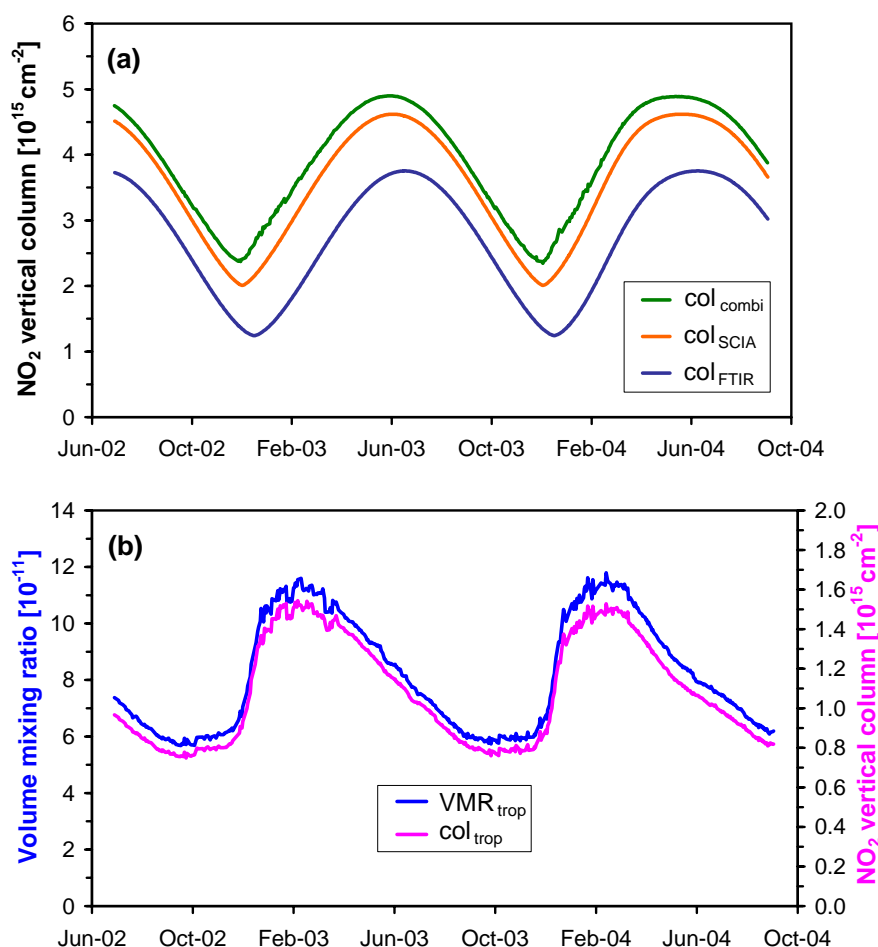 (a)
NO₂ vertical column [10¹⁵ cm⁻²]
6
5
4
3
2
1
0
col combi
col SCIA
col FTIR
Jun-02 Oct-02 Feb-03 Jun-03 Oct-03 Feb-04 Jun-04 Oct-04
(b)
Volume mixing ratio [10⁻¹¹]
14
12
10
8
6
4
2
0
VMR trop
col trop
2.0
1.8
1.6
1.4
1.2
1.0
0.8
0.6
0.4
0.2
0.0
NO₂ vertical column [10¹⁵ cm⁻²]
Jun-02 Oct-02 Feb-03 Jun-03 Oct-03 Feb-04 Jun-04 Oct-04